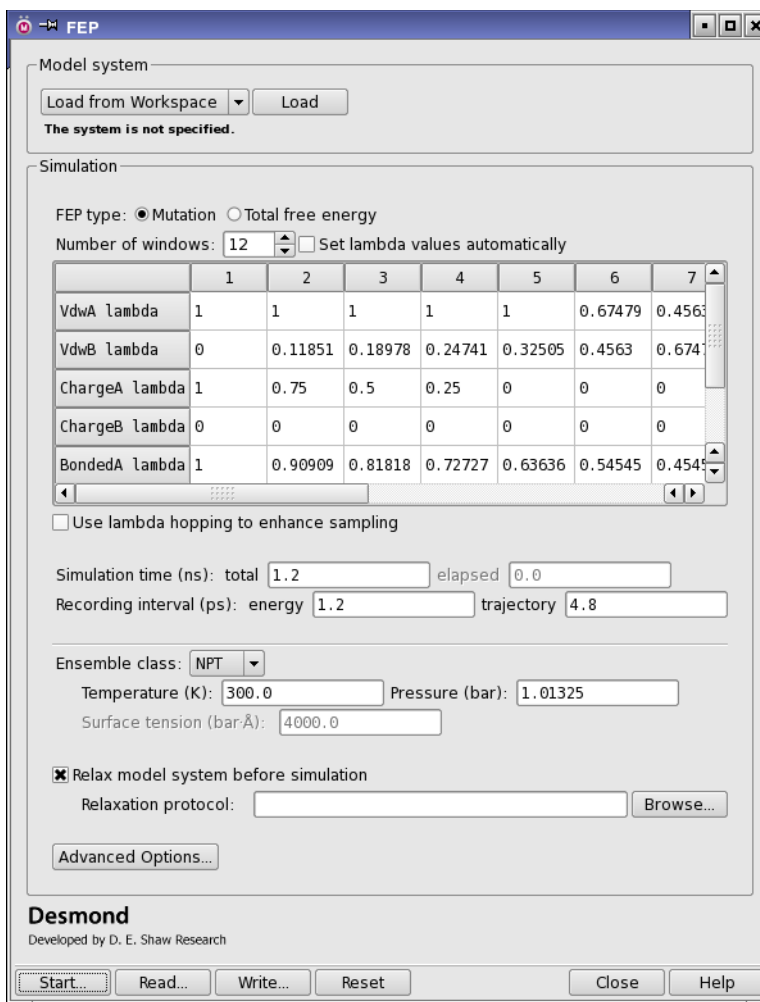 FEP
Model system
Load from Workspace Load
The system is not specified.
Simulation
FEP type: Mutation Total free energy
Number of windows: 12 Set lambda values automatically
1 2 3 4 5 6 7
VdwA lambda 1 1 1 1 1 0.67479 0.4563
VdwB lambda 0 0.11851 0.18978 0.24741 0.32505 0.4563 0.674
ChargeA lambda 1 0.75 0.5 0.25 0 0 0
ChargeB lambda 0 0 0 0 0 0 0
BondedA lambda 1 0.90909 0.81818 0.72727 0.63636 0.54545 0.4545
Use lambda hopping to enhance sampling
Simulation time (ns): total 1.2 elapsed 0.0
Recording interval (ps): energy 1.2 trajectory 4.8
Ensemble class: NPT
Temperature (K): 300.0 Pressure (bar): 1.01325
Surface tension (bar·Å): 4000.0
Relax model system before simulation
Relaxation protocol: Browse...
Advanced Options...
Desmond
Developed by D. E. Shaw Research
Start... Read... Write... Reset Close Help